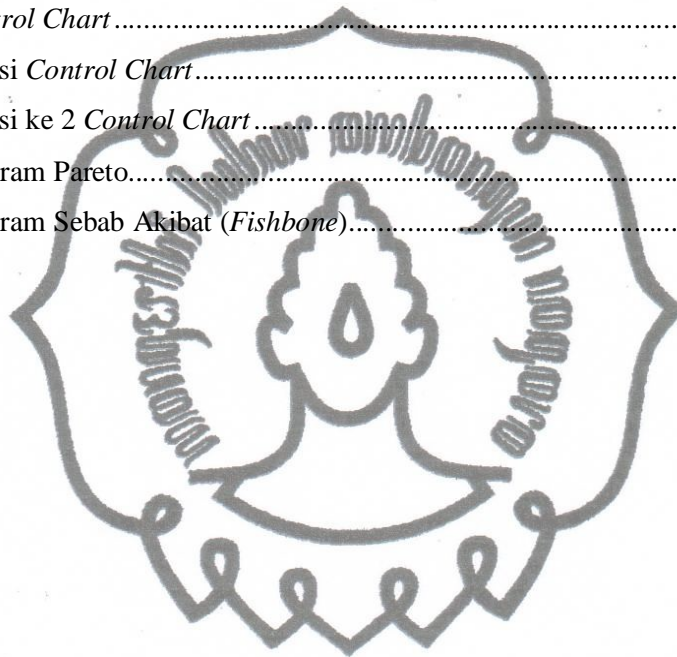 rol Chart........................................................................................
si Control Chart..............................................................................
si ke 2 Control Chart......................................................................
ram Pareto.......................................................................................
ram Sebab Akibat (Fishbone).......................................................